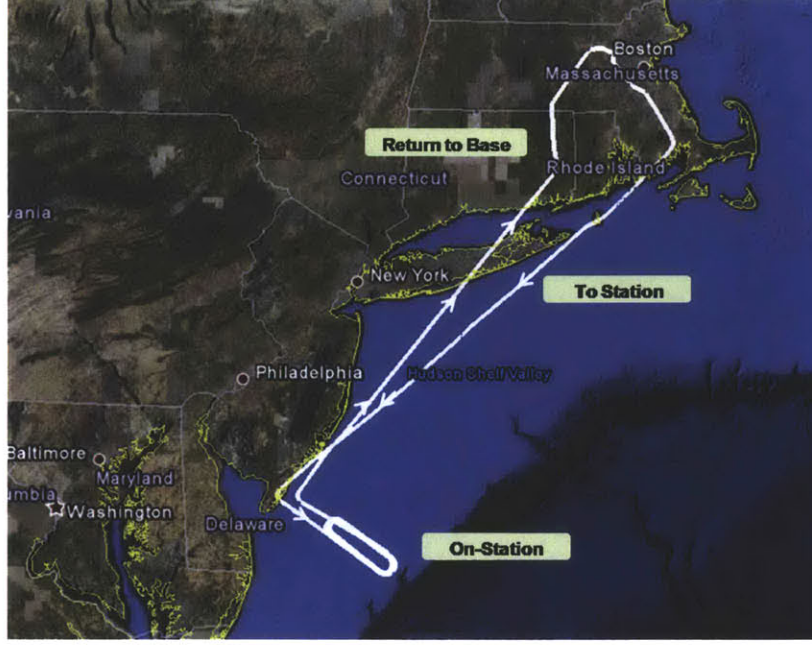 Boston
Massachusetts
Return to Base
Rhode Island
Connecticut
vania
New York
To Station
Philadelphia
Hudson Shelf Valley
Baltimore
Maryland
umbia
Washington
Delaware
On-Station